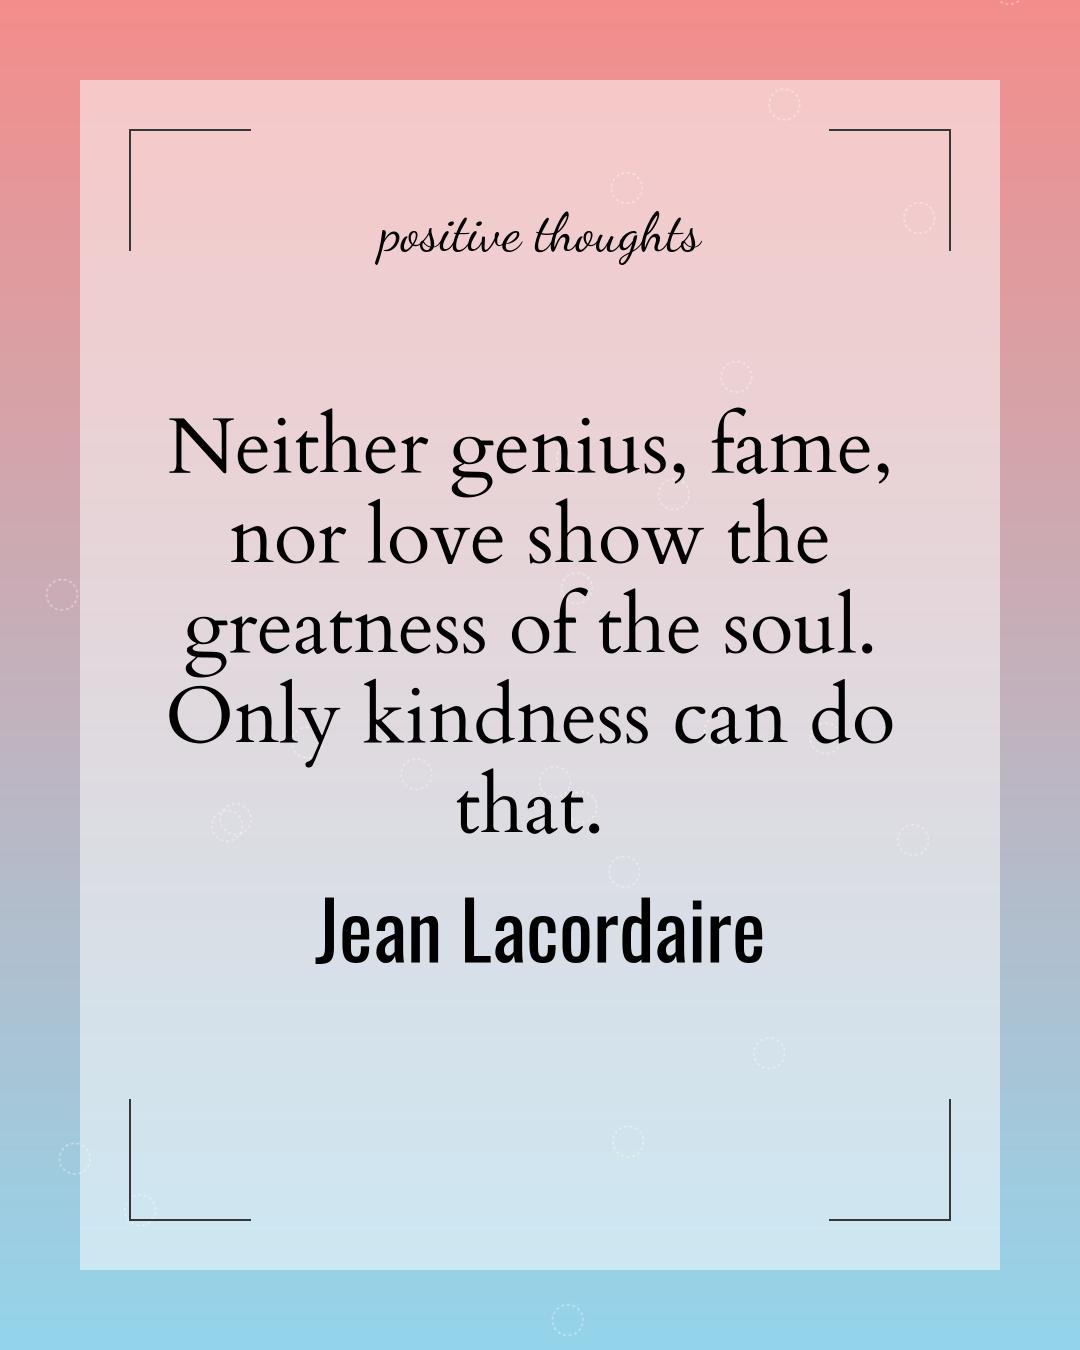 positive thoughts
Neither genius, fame,
nor love show the
greatness of the soul.
Only kindness can do
that.
Jean Lacordaire